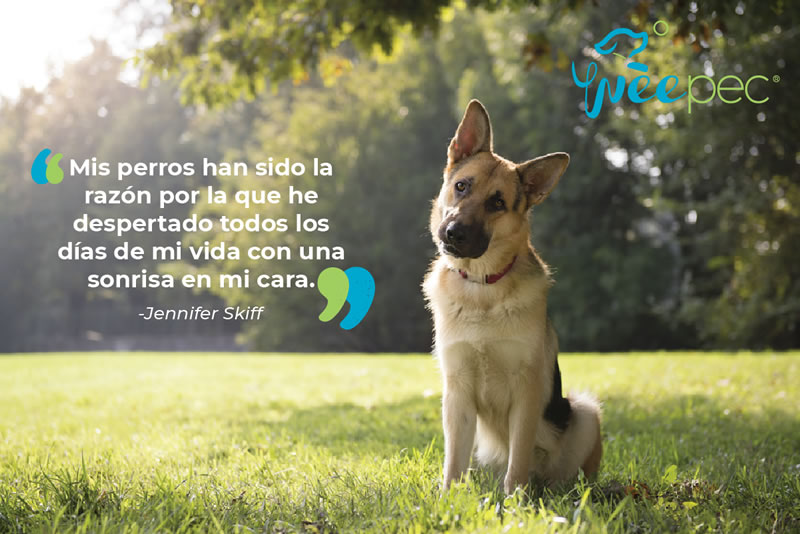 Wéepec®
“Mis perros han sido la
razón por la que he
despertado todos los
días de mi vida con una
sonrisa en mi cara.”
-Jennifer Skiff